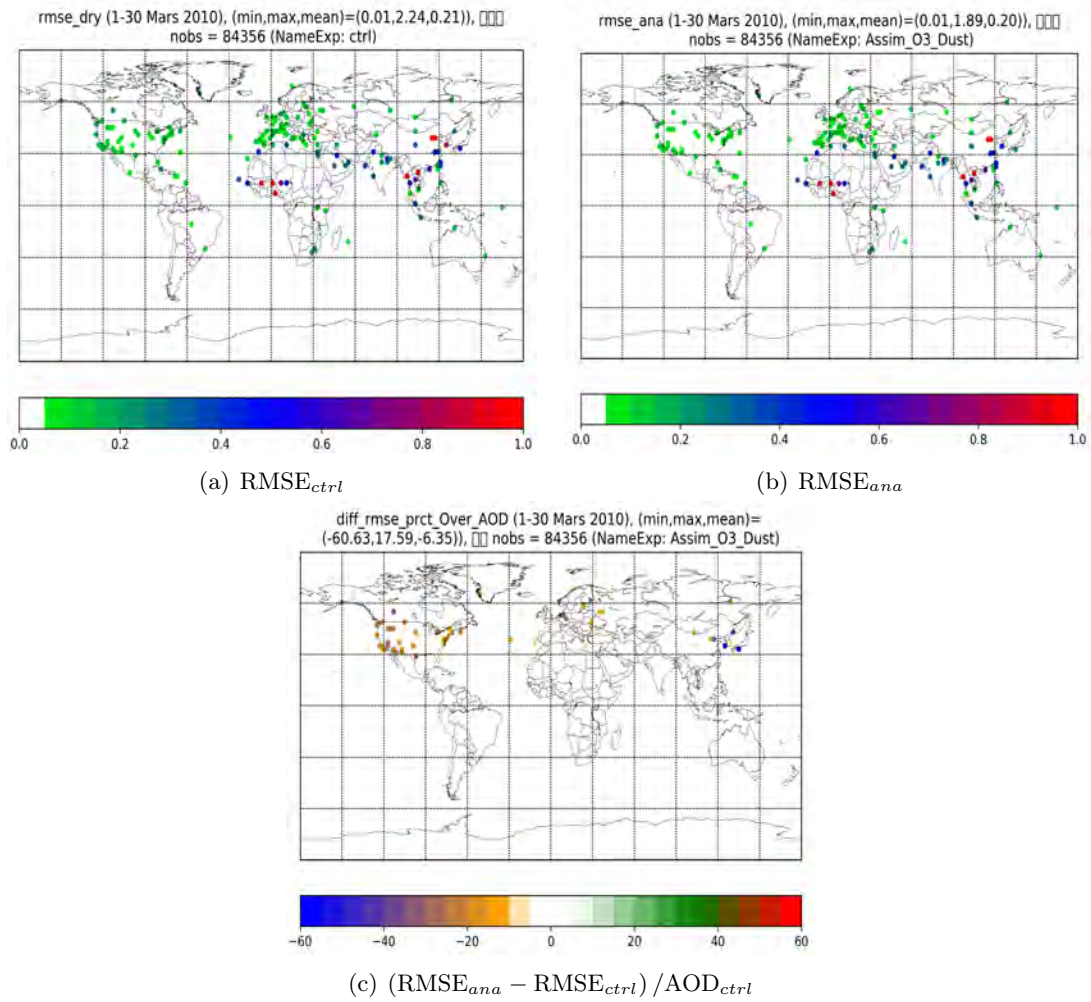 rmse_dry (1-30 Mars 2010), (min,max,mean)=(0.01,2.24,0.21)), □□□
nobs = 84356 (NameExp: ctrl)
0.0 0.2 0.4 0.6 0.8 1.0
(a) RMSE_ctrl
rmse_ana (1-30 Mars 2010), (min,max,mean)=(0.01,1.89,0.20)), □□□
nobs = 84356 (NameExp: Assim_O3_Dust)
0.0 0.2 0.4 0.6 0.8 1.0
(b) RMSE_ana
diff_rmse_prct_Over_AOD (1-30 Mars 2010), (min,max,mean)=
(-60.63,17.59,-6.35)), □□ nobs = 84356 (NameExp: Assim_O3_Dust)
−60 −40 −20 0 20 40 60
(c) (RMSE_ana − RMSE_ctrl) /AOD_ctrl